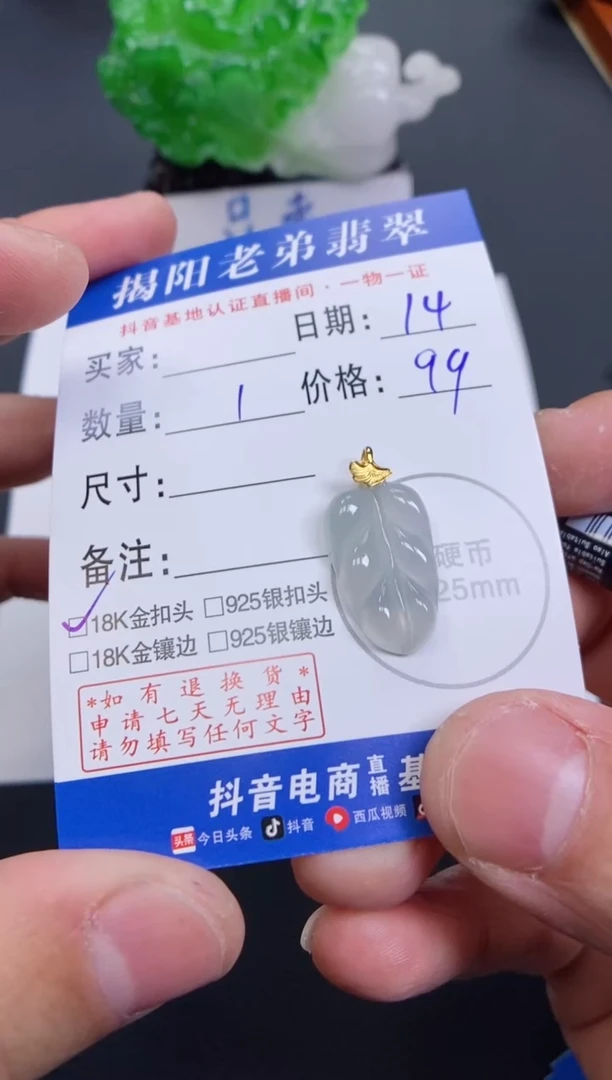 揭阳老弟翡翠
抖音基地认证直播间·一物一证
日期：14
买家：
数量：1 价格：99
尺寸：
备注：
硬币
25mm
☑18K金扣头 □925银扣头
□18K金镶边 □925银镶边
*如有退换货*
申请七天无理由
请勿填写任何文字
抖音电商直播基
头条 今日头条 抖音 西瓜视频